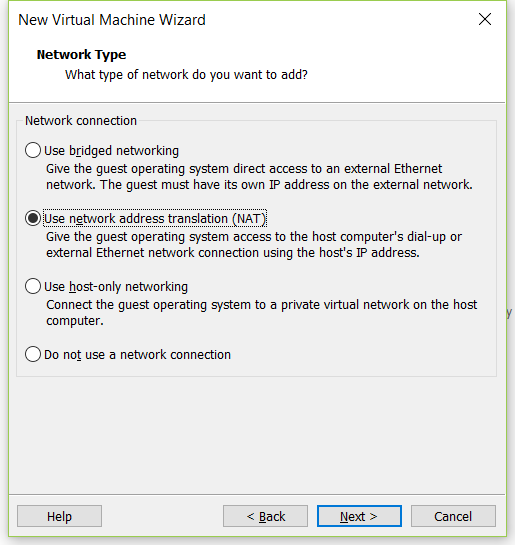 New Virtual Machine Wizard
Network Type
What type of network do you want to add?
Network connection
Use bridged networking
Give the guest operating system direct access to an external Ethernet
network. The guest must have its own IP address on the external network.
Use network address translation (NAT)
Give the guest operating system access to the host computer's dial-up or
external Ethernet network connection using the host's IP address.
Use host-only networking
Connect the guest operating system to a private virtual network on the host
computer.
y
Do not use a network connection
Help
< Back
Next >
Cancel